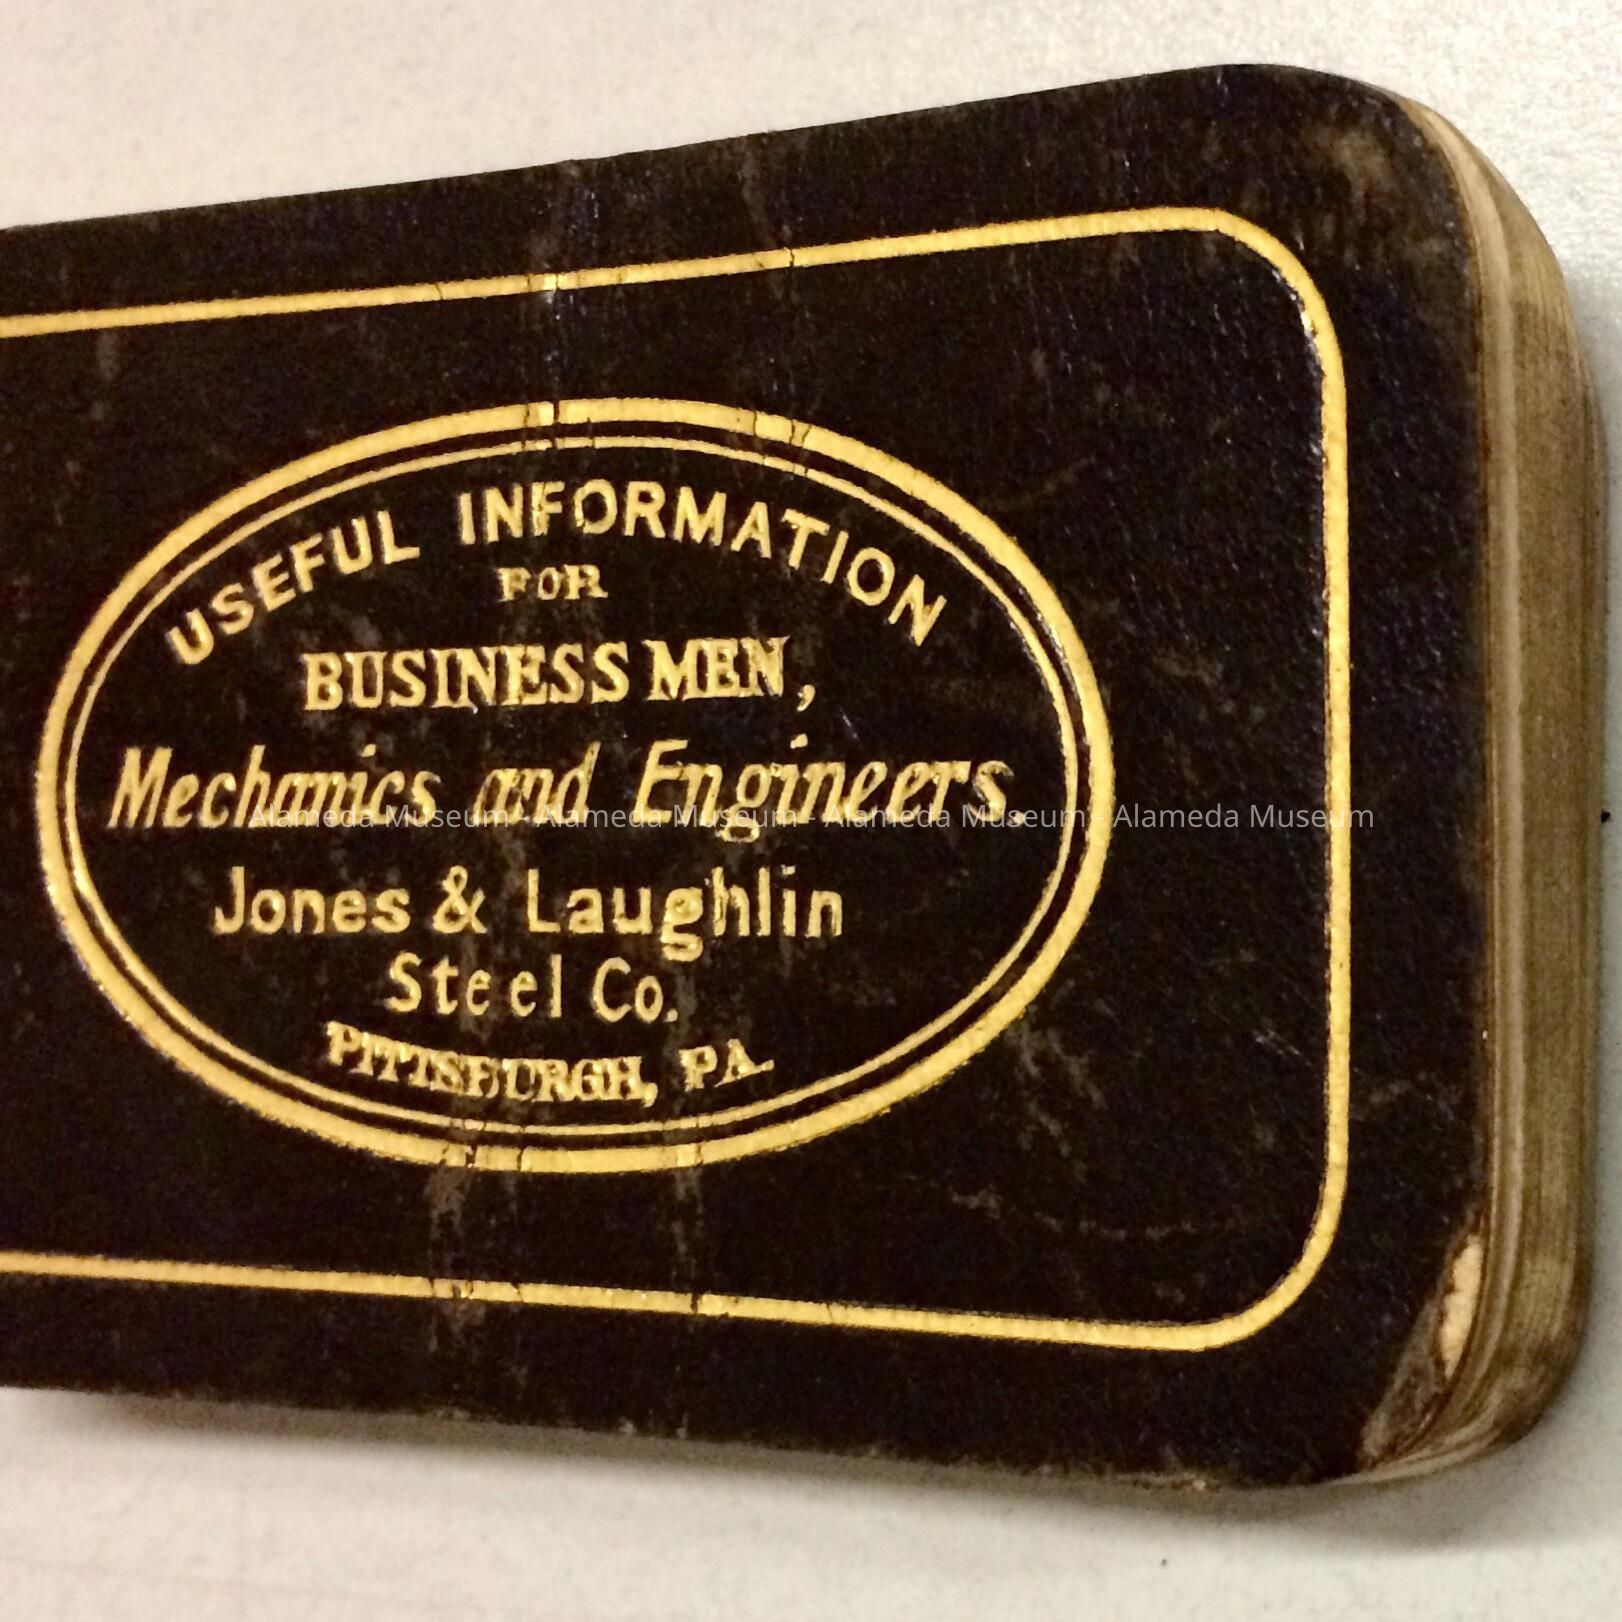 USEFUL INFORMATION
FOR
BUSINESS MEN,
Mechanics and Engineers.
Alameda Museum - Alameda Museum - Alameda Museum - Alameda Museum
Jones & Laughlin
Steel Co.
PITTSBURGH, PA.